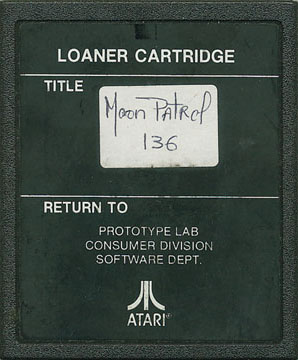 LOANER CARTRIDGE
TITLE
Moon Patrol
136
RETURN TO
PROTOTYPE LAB
CONSUMER DIVISION
SOFTWARE DEPT.
ATARI®